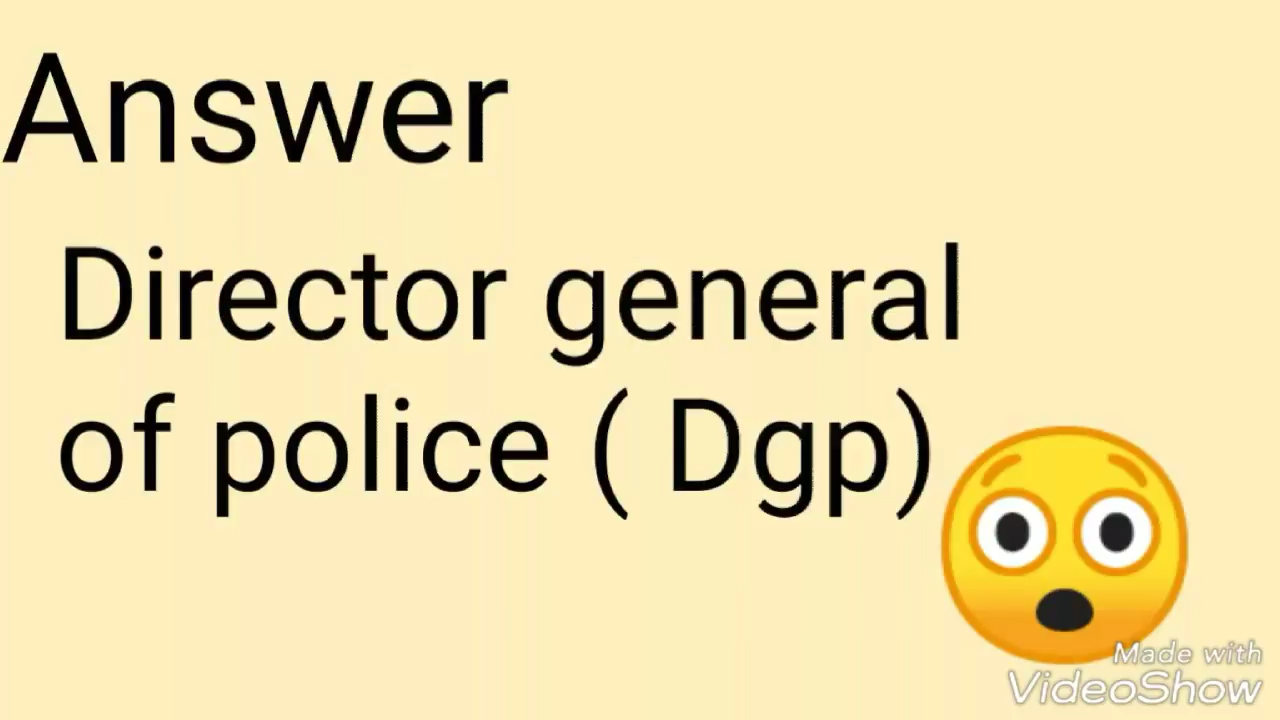 Answer
Director general
of police ( Dgp)
Made with
VideoShow